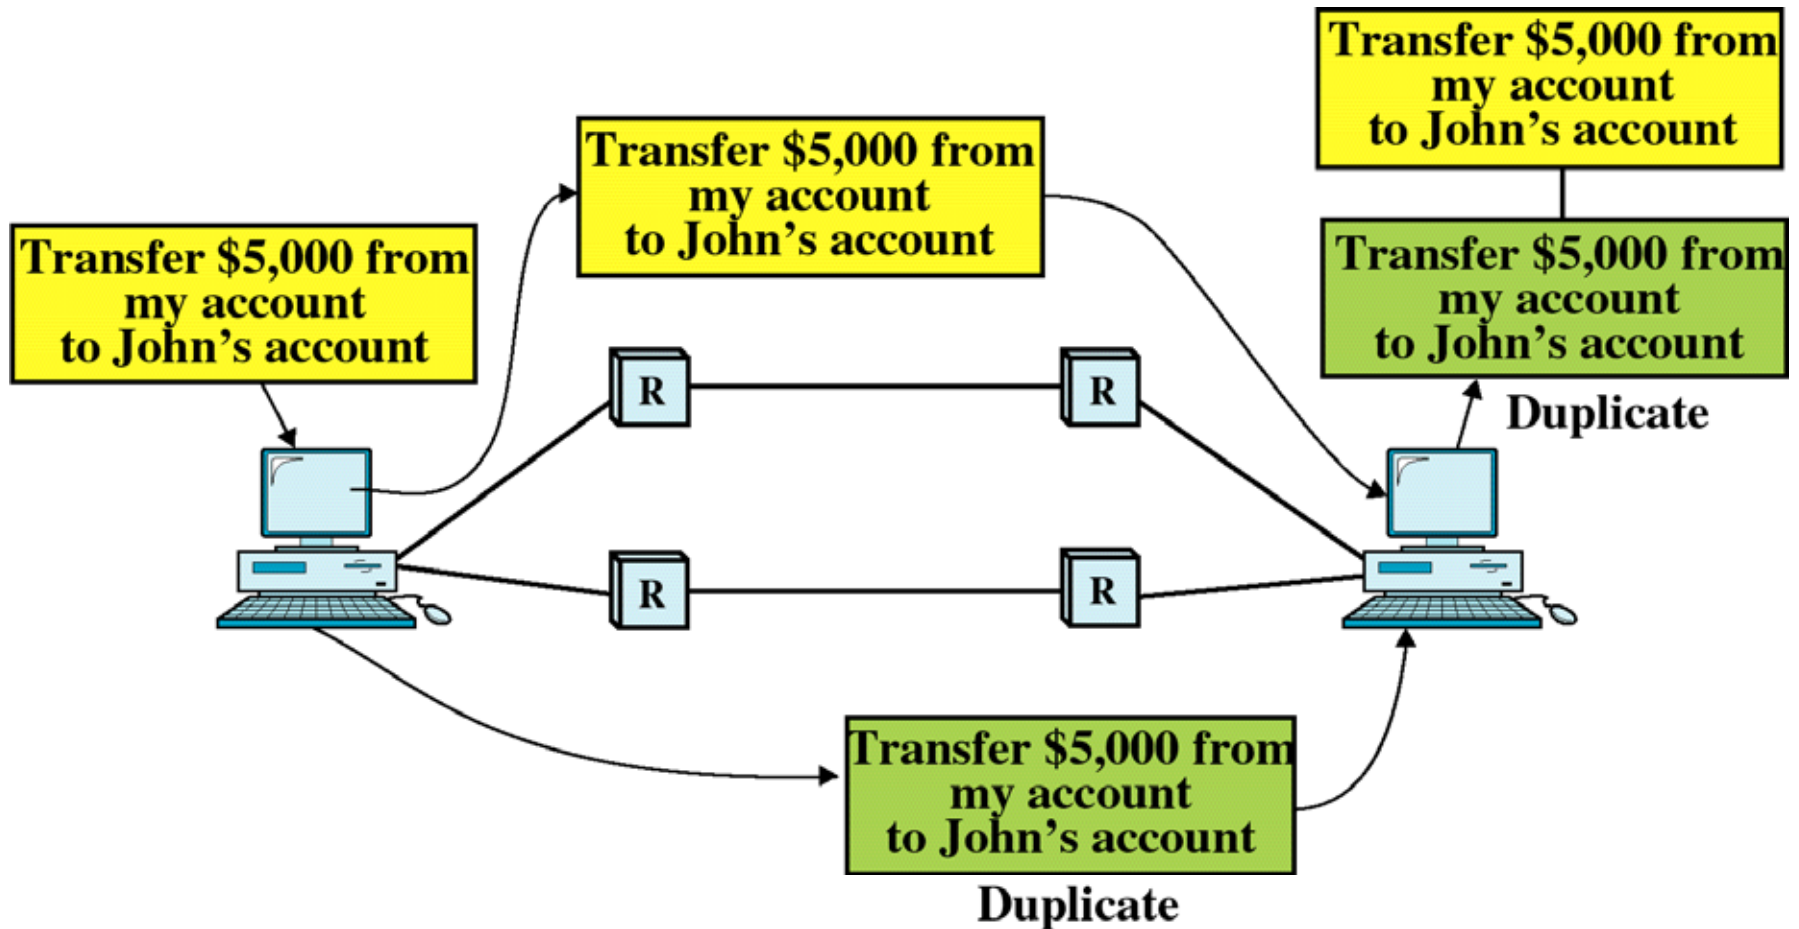 Transfer $5,000 from
my account
to John's account
Transfer $5,000 from
my account
to John's account
Transfer $5,000 from
my account
to John's account
Transfer $5,000 from
my account
to John's account
Duplicate
R
R
R
R
Transfer $5,000 from
my account
to John's account
Duplicate